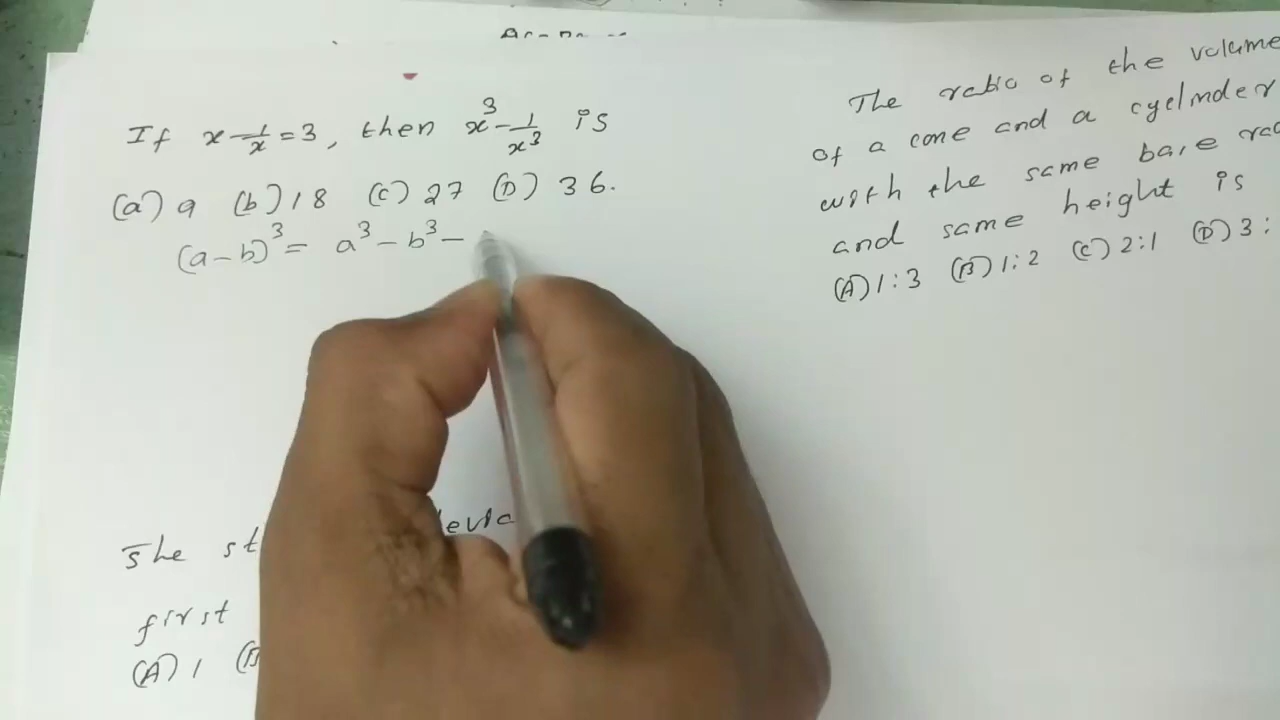 If x - 1/x = 3, then x³ - 1/x³ is
(a) 9 (b) 18 (c) 27 (D) 36.
(a - b)³ = a³ - b³ -
The ratio of the volume
of a cone and a cylinder
with the same base
and same height is
(A) 1 : 3 (B) 1 : 2 (C) 2 : 1 (D) 3 :
The
first
(A) 1